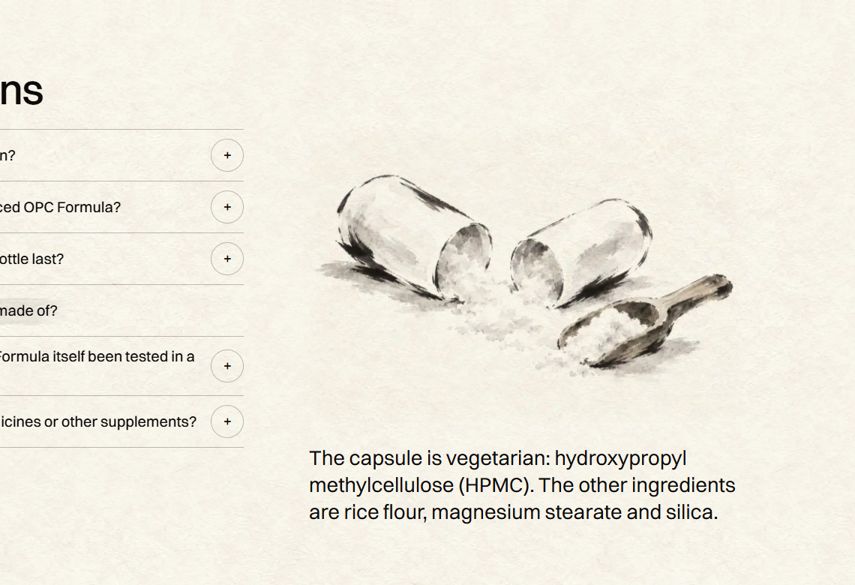 ns
n?
+
ced OPC Formula?
+
ottle last?
+
made of?
Formula itself been tested in a
+
icines or other supplements?
+
The capsule is vegetarian: hydroxypropyl
methylcellulose (HPMC). The other ingredients
are rice flour, magnesium stearate and silica.